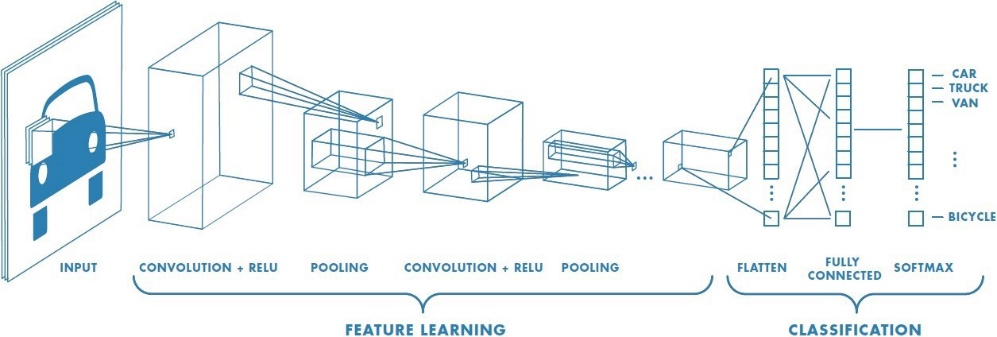 CAR
TRUCK
VAN
BICYCLE
INPUT
CONVOLUTION + RELU
POOLING
CONVOLUTION + RELU
POOLING
FLATTEN
FULLY
CONNECTED
SOFTMAX
FEATURE LEARNING
CLASSIFICATION